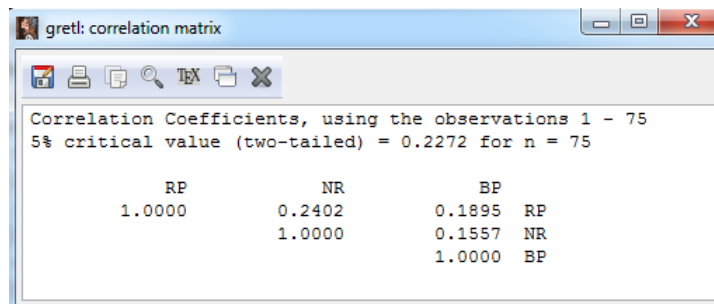 gretl: correlation matrix
TEX
Correlation Coefficients, using the observations 1 - 75
5% critical value (two-tailed) = 0.2272 for n = 75
RP NR BP
1.0000 0.2402 0.1895 RP
1.0000 0.1557 NR
1.0000 BP